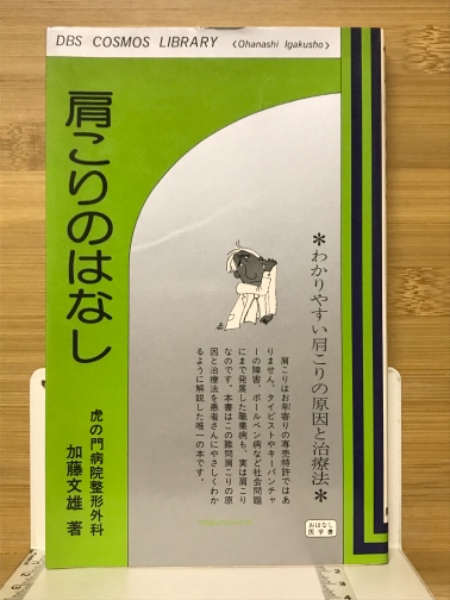 DBS COSMOS LIBRARY 〈Ohanashi Igakusho〉
肩こりのはなし
虎の門病院整形外科
加藤文雄 著
＊わかりやすい肩こりの原因と治療法＊
肩こりはお年寄りの専売特許ではあ
りません。タイピストやキーパンチャ
ーの障害、ボールペン病など社会問題
にまで発展した職業病も、実は肩こり
なのです。本書はこの難問肩こりの原
因と治療法を患者さんにやさしくわか
るように解説した唯一の本です。
おはなし
医学書